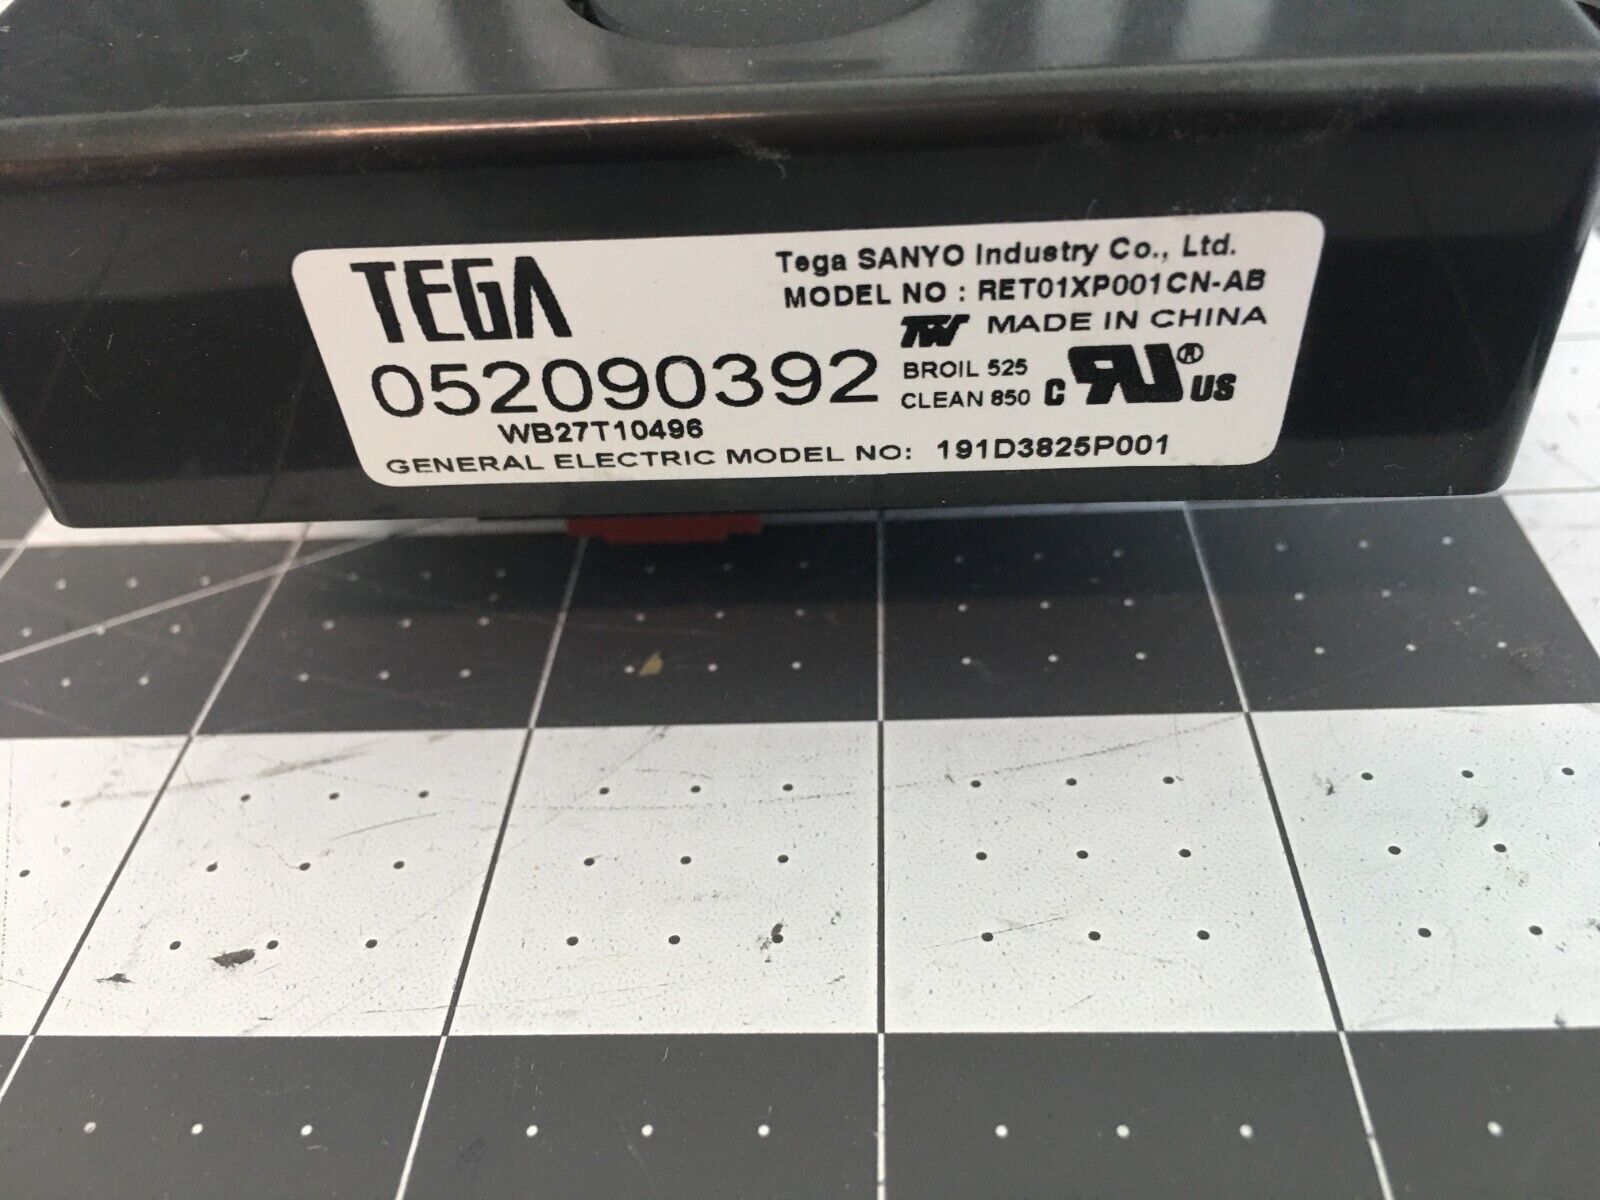 TEGA
Tega SANYO Industry Co., Ltd.
MODEL NO : RET01XP001CN-AB
MADE IN CHINA
052090392
BROIL 525
CLEAN 850
C RU® US
WB27T10496
GENERAL ELECTRIC MODEL NO: 191D3825P001